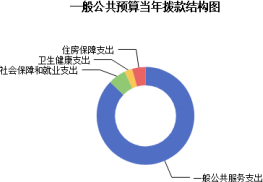 一般公共预算当年拨款结构图
住房保障支出
卫生健康支出
社会保障和就业支出
一般公共服务支出